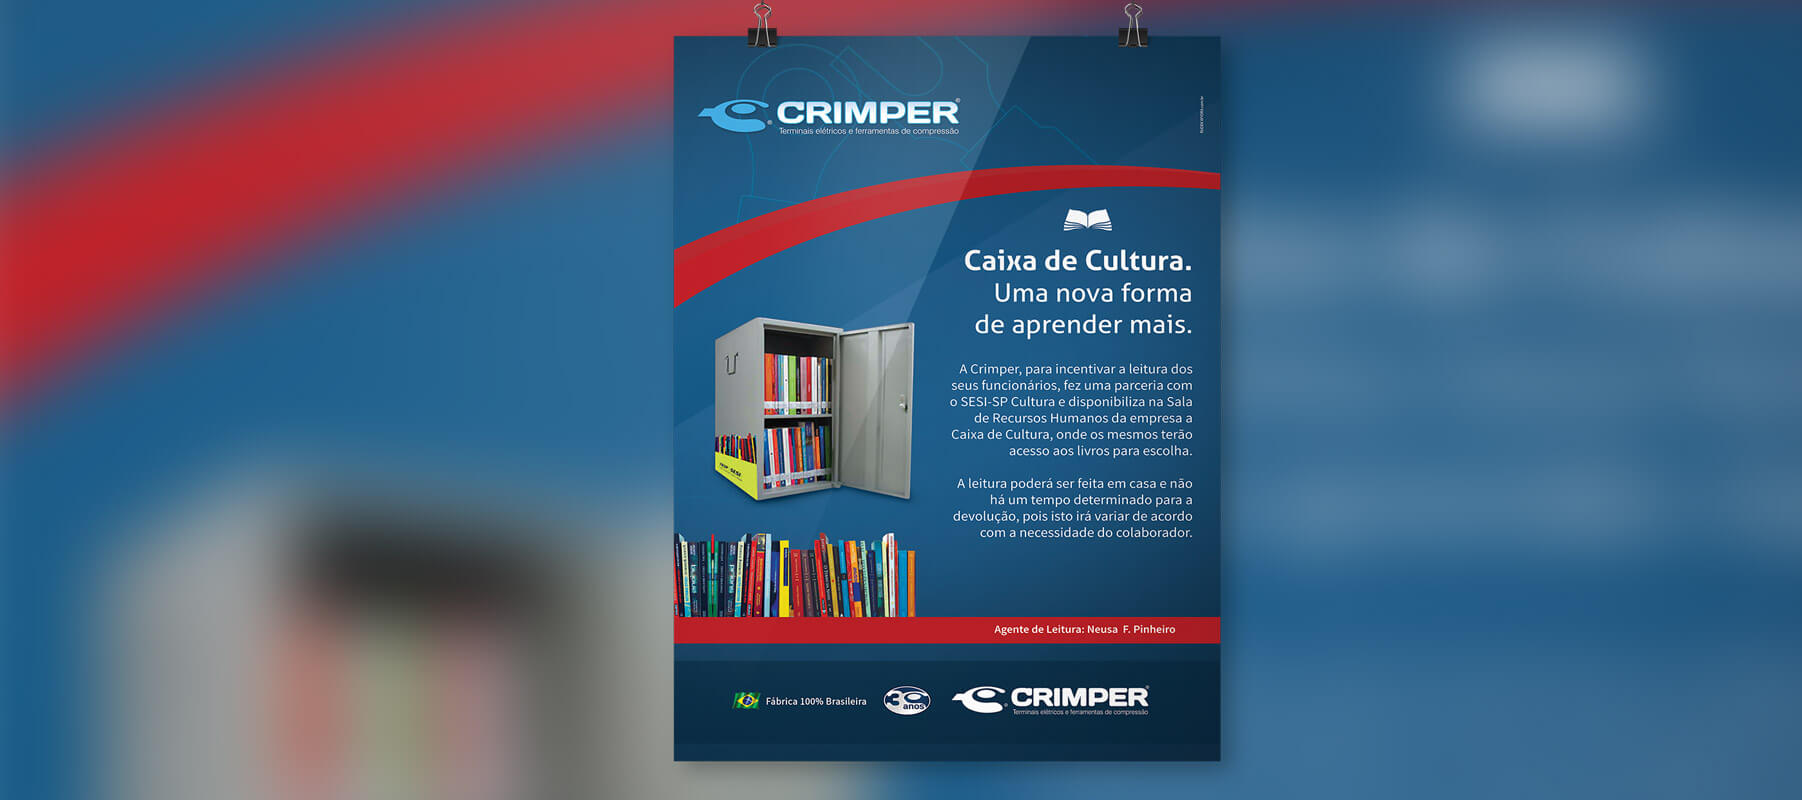 CRIMPER®
Terminais elétricos e ferramentas de compressão
Caixa de Cultura.
Uma nova forma
de aprender mais.
A Crimper, para incentivar a leitura dos
seus funcionários, fez uma parceria com
o SESI-SP Cultura e disponibiliza na Sala
de Recursos Humanos da empresa a
Caixa de Cultura, onde os mesmos terão
acesso aos livros para escolha.
A leitura poderá ser feita em casa e não
há um tempo determinado para a
devolução, pois isto irá variar de acordo
com a necessidade do colaborador.
Agente de Leitura: Neusa F. Pinheiro
Fábrica 100% Brasileira
30 anos
CRIMPER®
Terminais elétricos e ferramentas de compressão